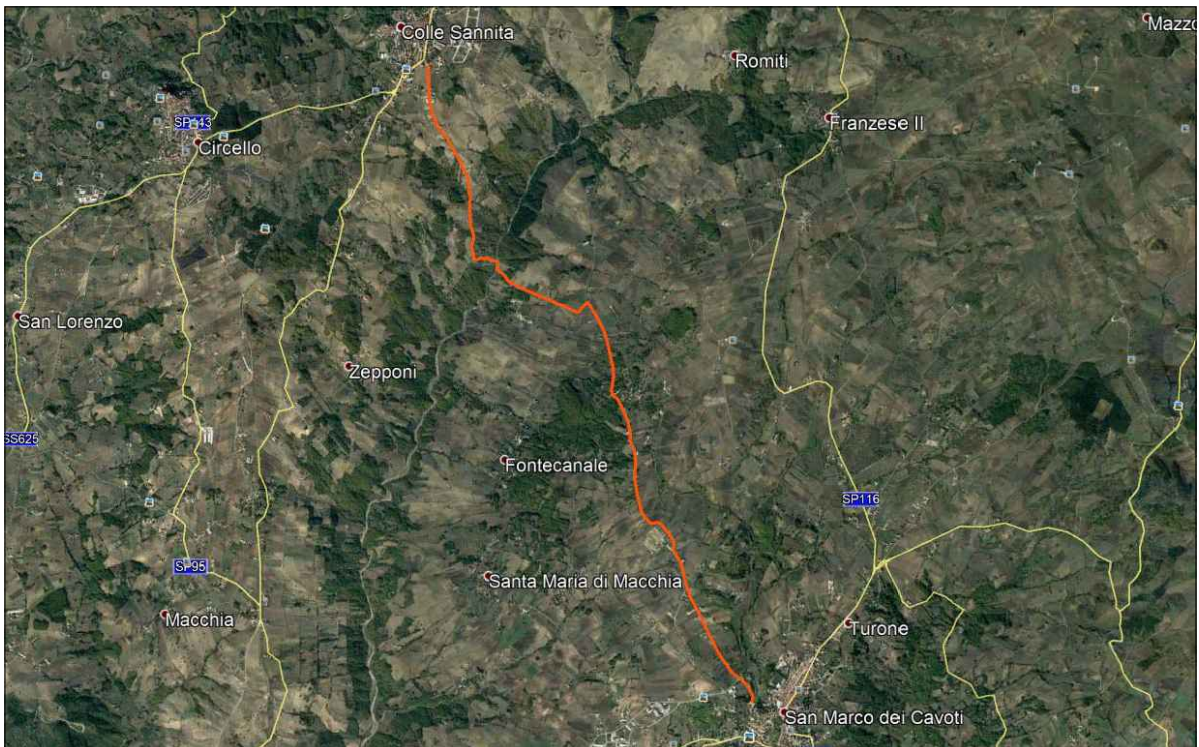 Colle Sannita
Mazzo
Romiti
Franzese II
Circello
San Lorenzo
Zepponi
SS625
Fontecanale
SP116
SP95
Santa Maria di Macchia
Macchia
Turone
San Marco dei Cavoti